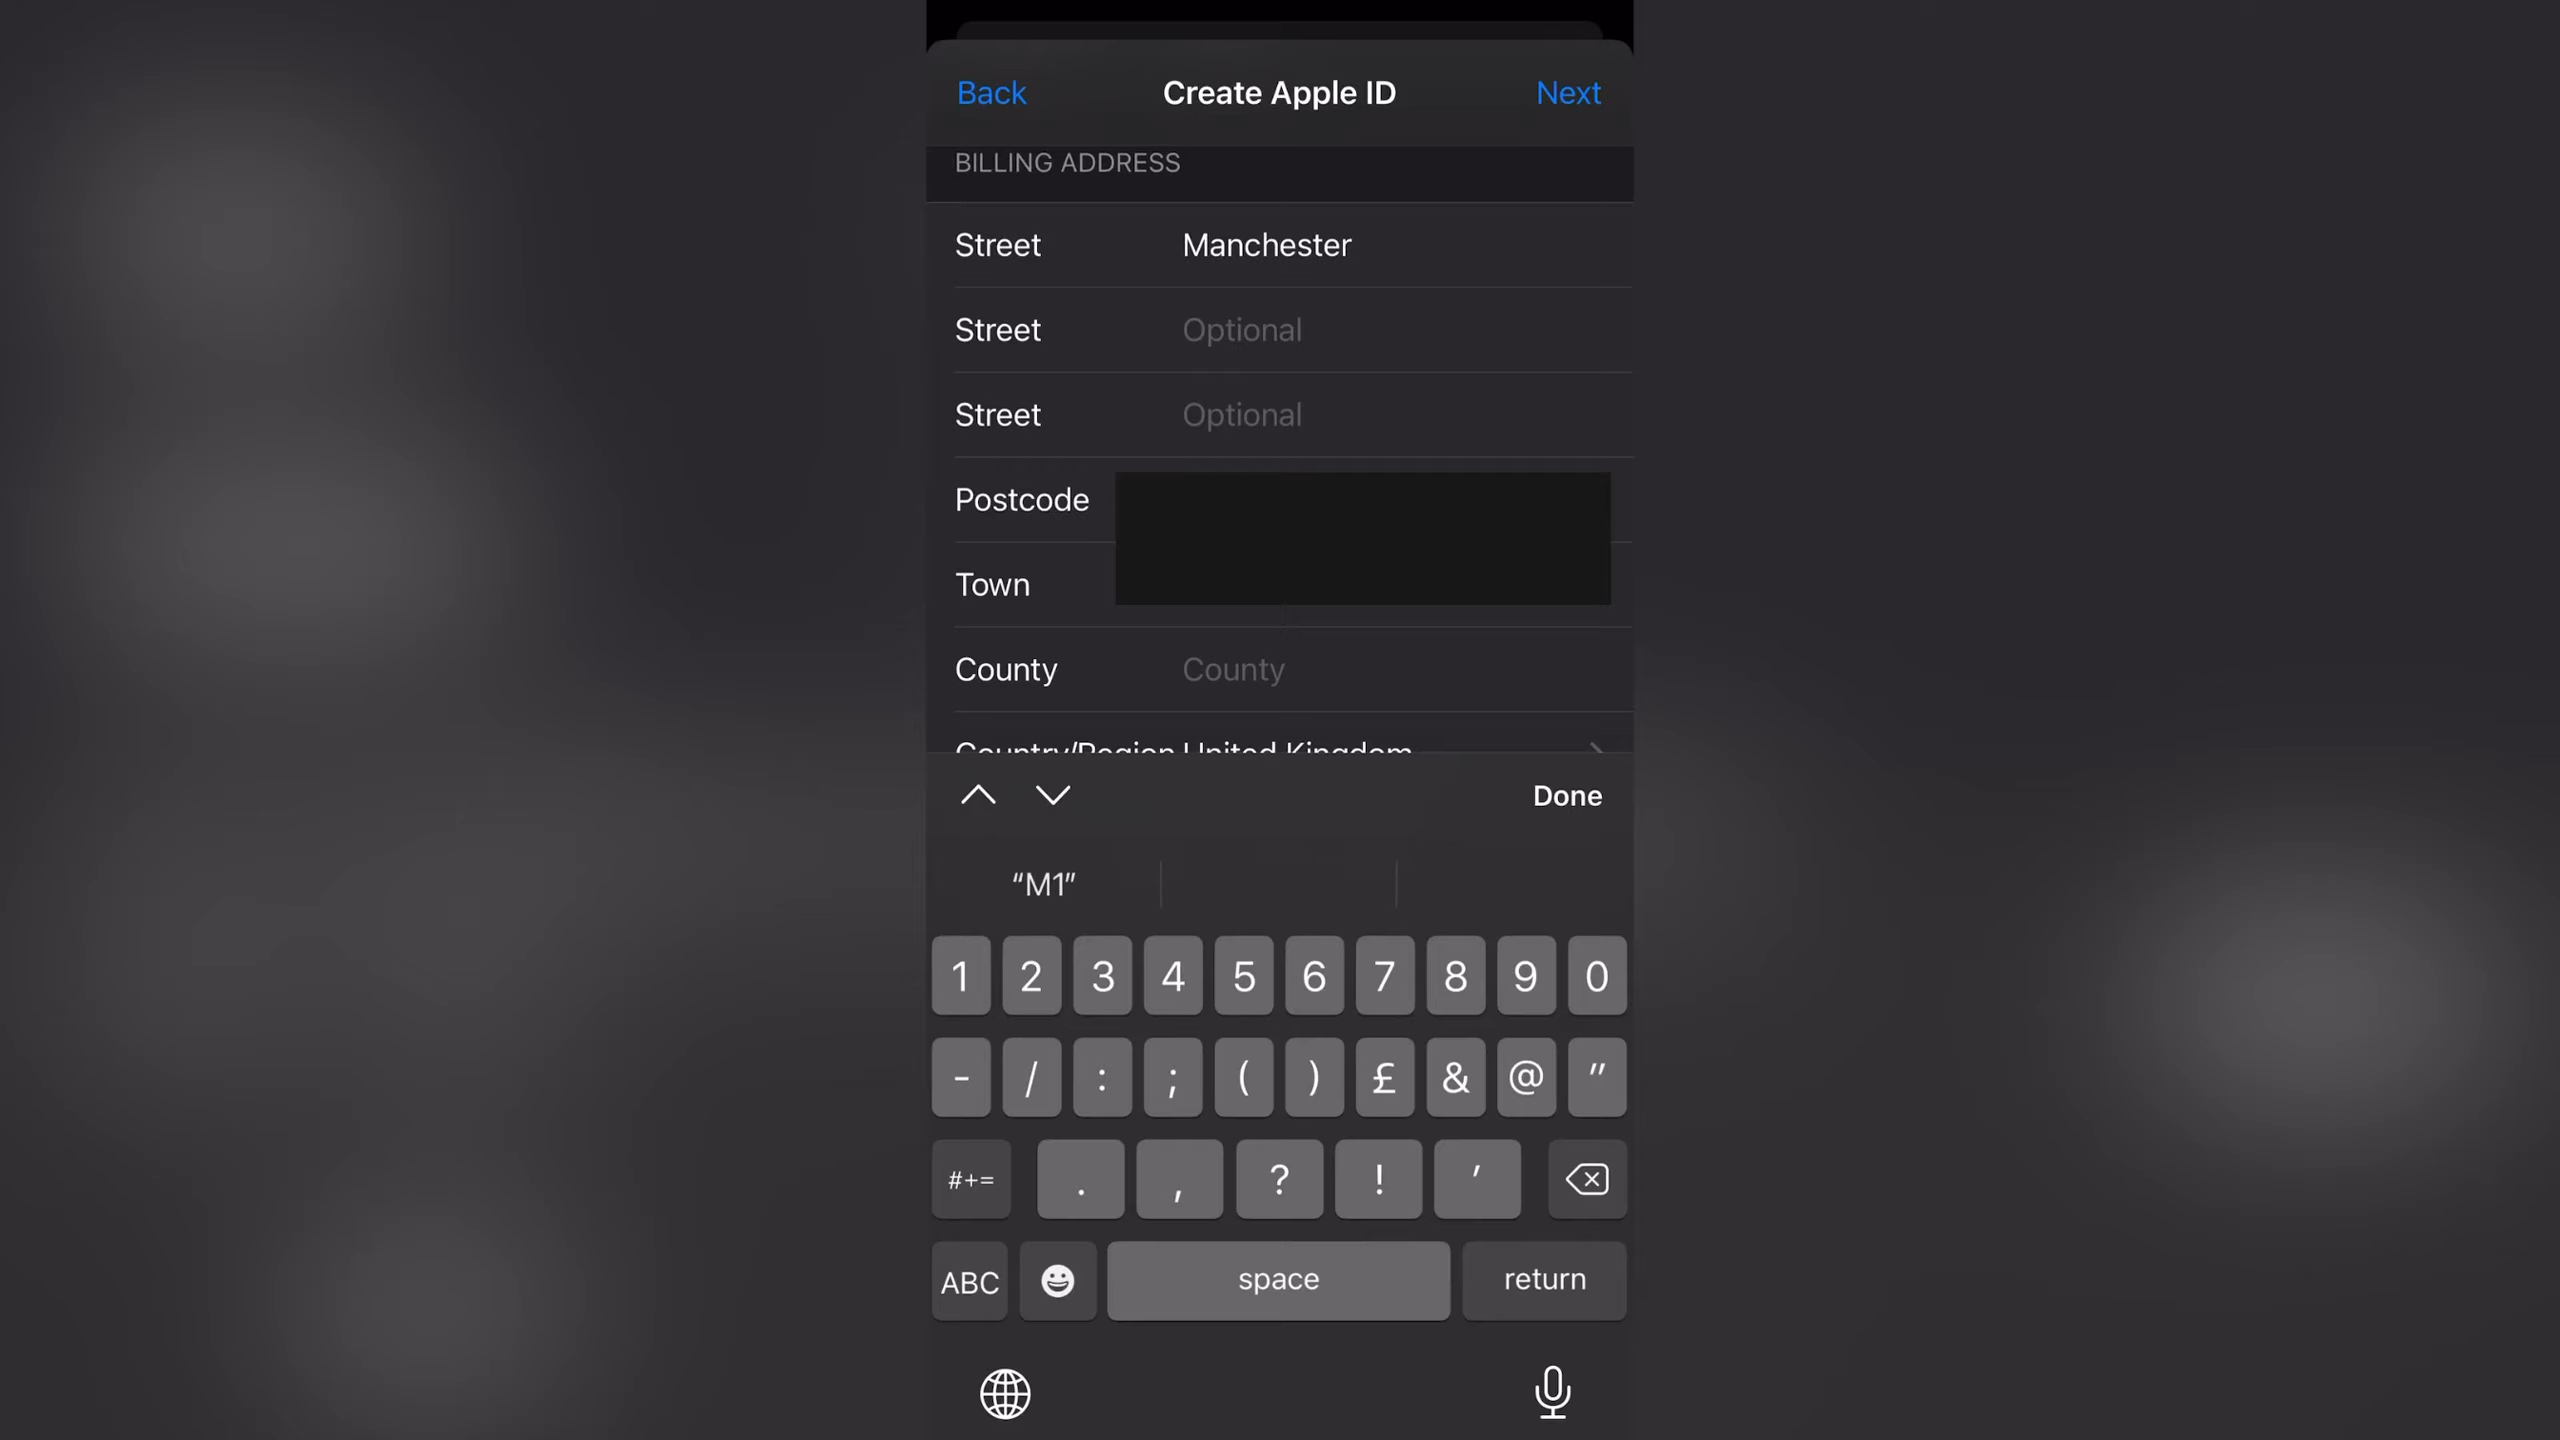 Back Create Apple ID Next
BILLING ADDRESS
Street Manchester
Street Optional
Street Optional
Postcode
Town
County County
Country/Region United Kingdom
Done
“M1”
1 2 3 4 5 6 7 8 9 0
- / : ; ( ) £ & @ "
#+= . , ? ! '
ABC space return